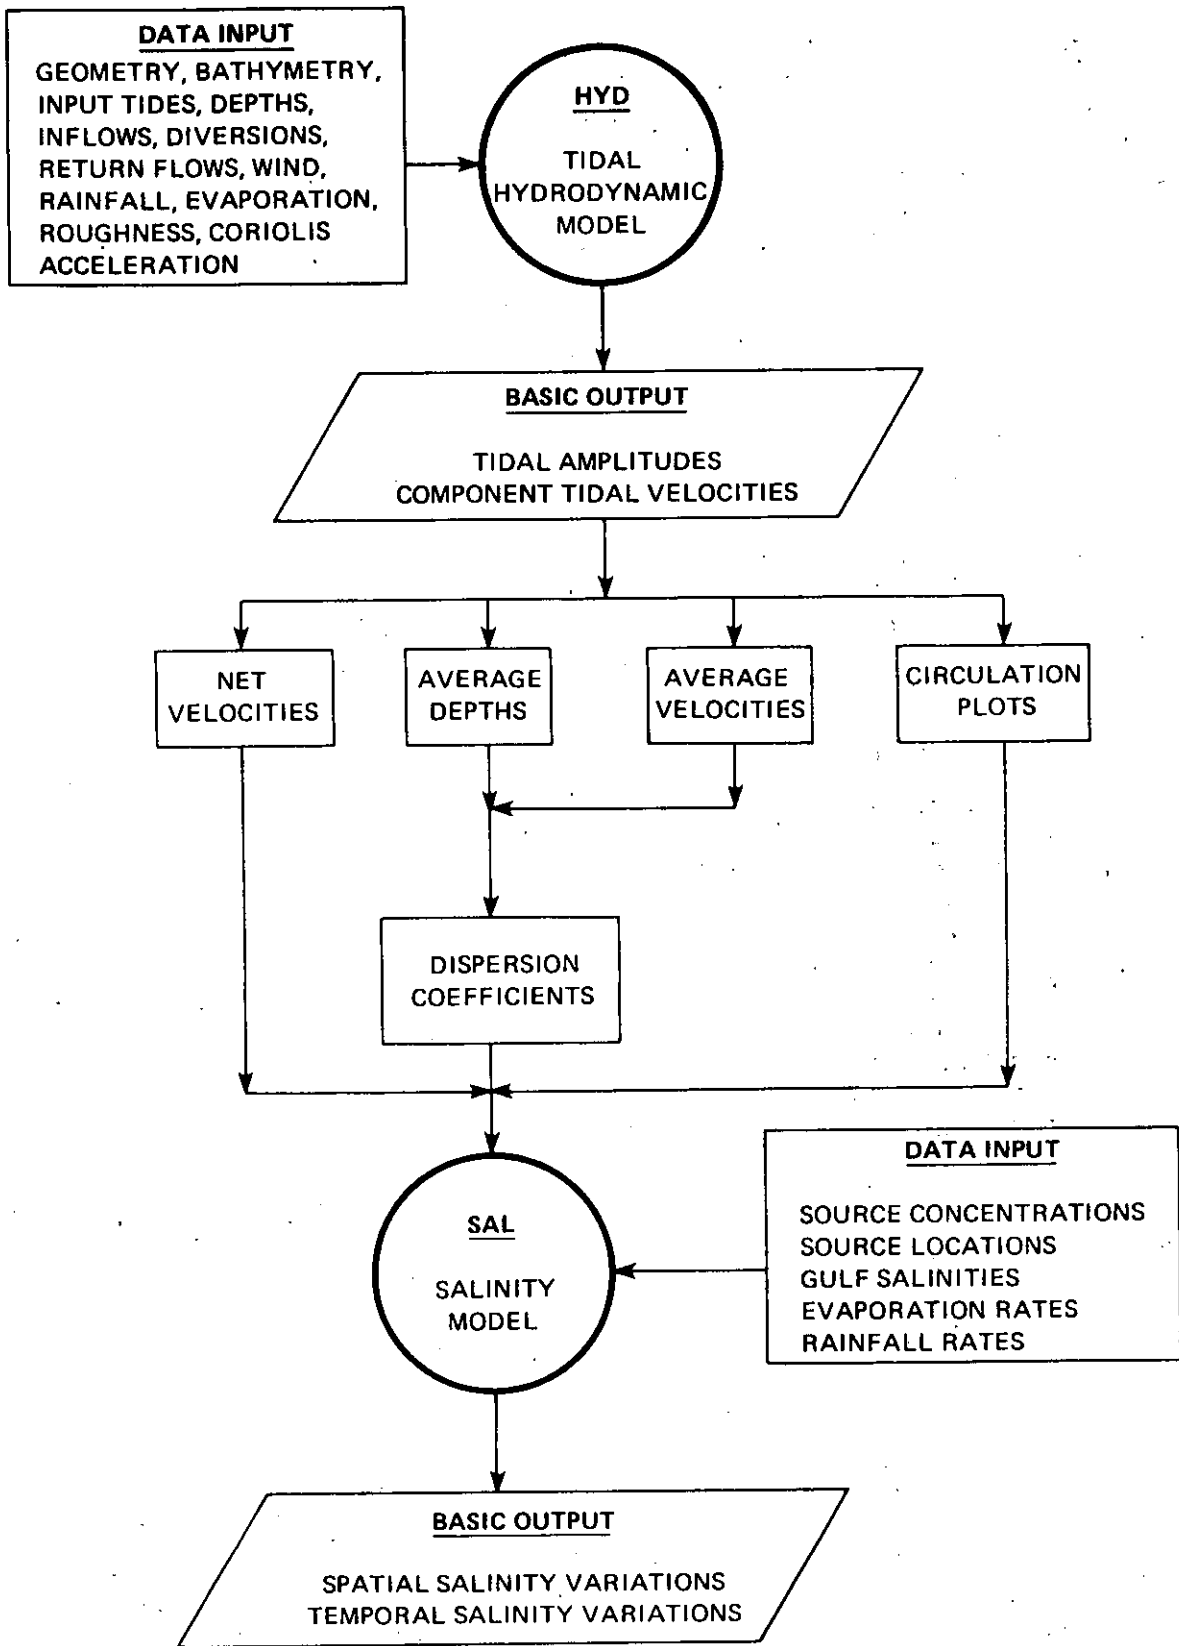 DATA INPUT
GEOMETRY, BATHYMETRY,
INPUT TIDES, DEPTHS,
INFLOWS, DIVERSIONS,
RETURN FLOWS, WIND,
RAINFALL, EVAPORATION,
ROUGHNESS, CORIOLIS
ACCELERATION
HYD
TIDAL
HYDRODYNAMIC
MODEL
BASIC OUTPUT
TIDAL AMPLITUDES
COMPONENT TIDAL VELOCITIES
NET
VELOCITIES
AVERAGE
DEPTHS
AVERAGE
VELOCITIES
CIRCULATION
PLOTS
DISPERSION
COEFFICIENTS
SAL
SALINITY
MODEL
DATA INPUT
SOURCE CONCENTRATIONS
SOURCE LOCATIONS
GULF SALINITIES
EVAPORATION RATES
RAINFALL RATES
BASIC OUTPUT
SPATIAL SALINITY VARIATIONS
TEMPORAL SALINITY VARIATIONS